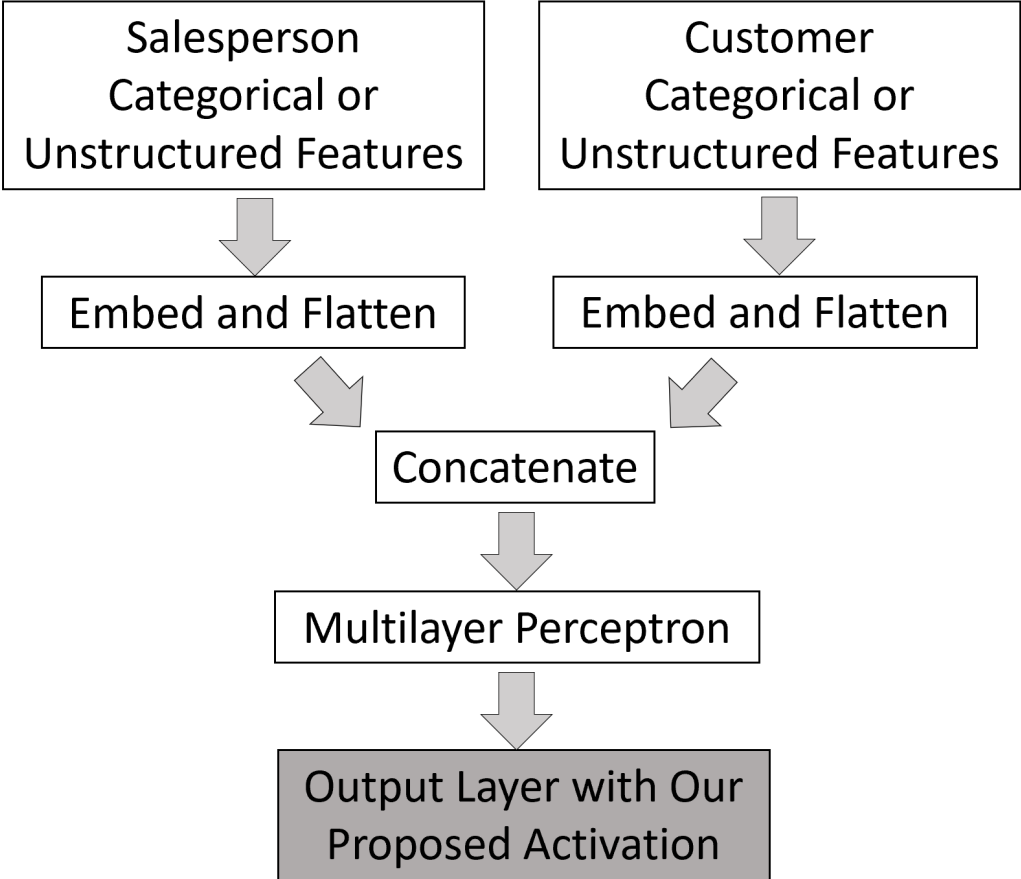 Salesperson
Categorical or
Unstructured Features
Customer
Categorical or
Unstructured Features
Embed and Flatten
Embed and Flatten
Concatenate
Multilayer Perceptron
Output Layer with Our
Proposed Activation